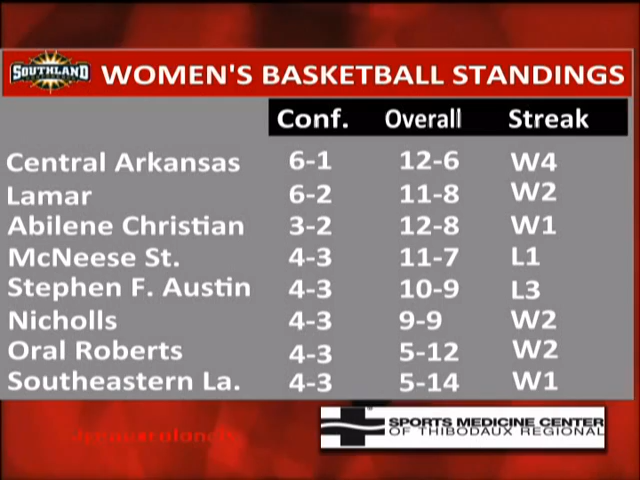 SOUTHLAND WOMEN'S BASKETBALL STANDINGS
Conf. Overall Streak
Central Arkansas 6-1 12-6 W4
Lamar 6-2 11-8 W2
Abilene Christian 3-2 12-8 W1
McNeese St. 4-3 11-7 L1
Stephen F. Austin 4-3 10-9 L3
Nicholls 4-3 9-9 W2
Oral Roberts 4-3 5-12 W2
Southeastern La. 4-3 5-14 W1
SPORTS MEDICINE CENTER
OF THIBODAUX REGIONAL